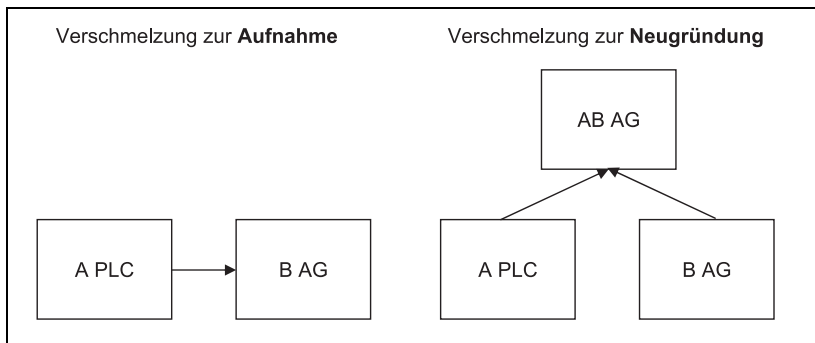 Verschmelzung zur Aufnahme
A PLC
B AG
Verschmelzung zur Neugründung
AB AG
A PLC
B AG